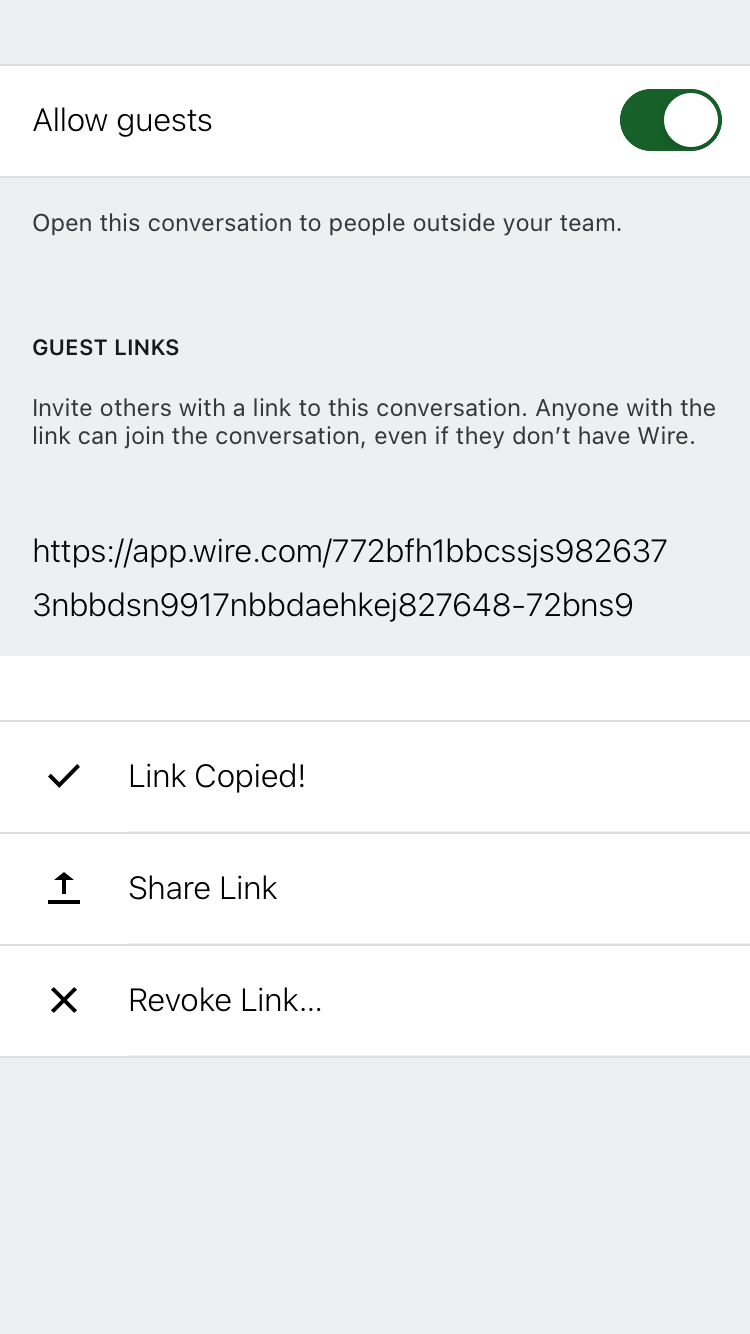 Allow guests
Open this conversation to people outside your team.
GUEST LINKS
Invite others with a link to this conversation. Anyone with the
link can join the conversation, even if they don’t have Wire.
https://app.wire.com/772bfh1bbcssjs982637
3nbbdsn9917nbbdaehkej827648-72bns9
Link Copied!
Share Link
Revoke Link...